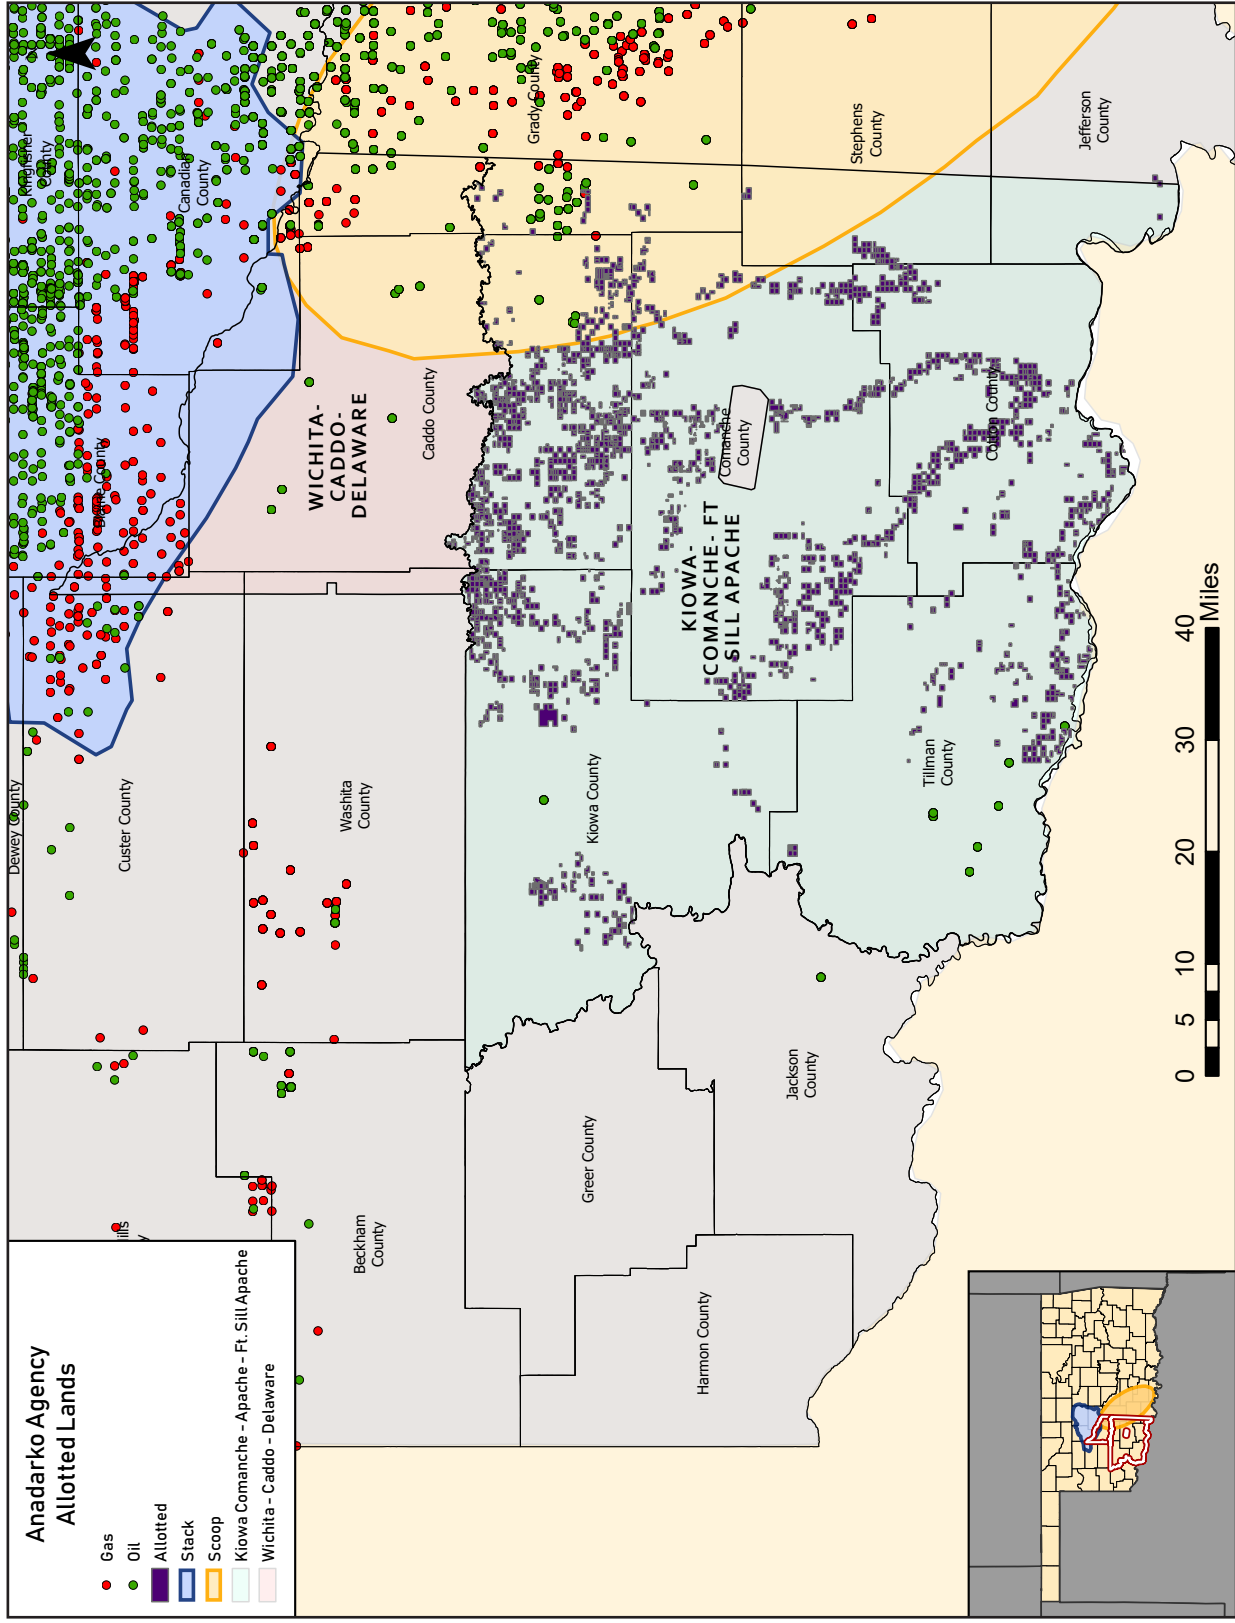 Anadarko Agency
Allotted Lands
Gas
Oil
Allotted
Stack
Scoop
Kiowa Comanche - Apache - Ft. Sill Apache
Wichita - Caddo - Delaware
Dewey County
Custer County
Washita
County
Beckham
County
Greer County
Harmon County
Jackson
County
Kiowa County
Tillman
County
Blaine County
Kingfisher
County
Canadian
County
Caddo County
Grady County
Comanche
County
Stephens
County
Cotton County
Jefferson
County
WICHITA-
CADDO-
DELAWARE
KIOWA-
COMANCHE- FT
SILL APACHE
0 5 10 20 30 40
Miles